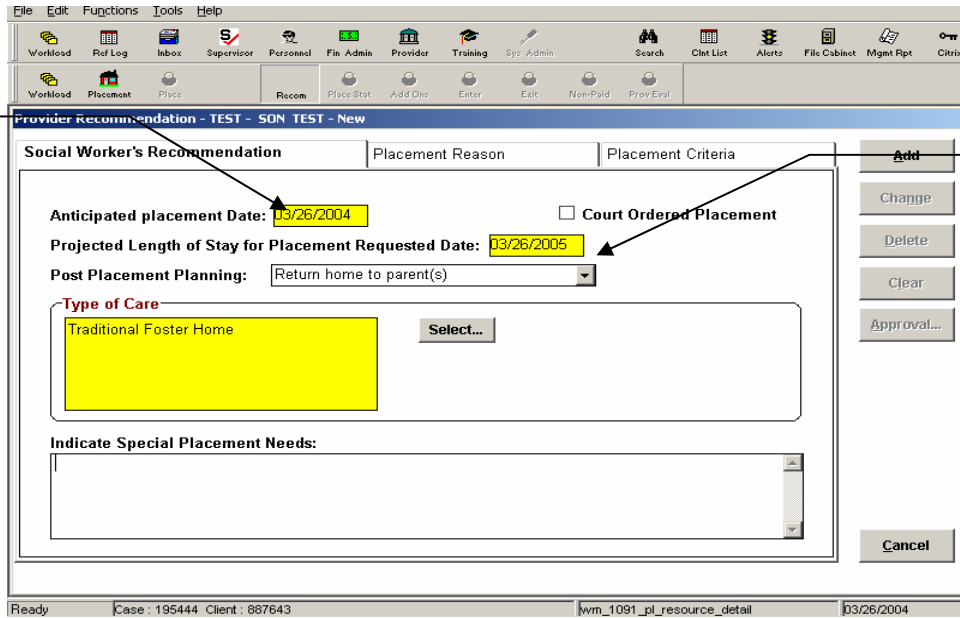 File Edit Functions Tools Help
Workload Ref Log Inbox Supervisor Personnel Fin Admin Provider Training Sys Admin Search Clnt List Alerts File Cabinet Mgmt Rpt Citrix
Workload Placement Place Recom Place Stat Add Ons Enter Exit Non-Paid Prov Eval
Provider Recommendation - TEST - SON TEST - New
Social Worker's Recommendation Placement Reason Placement Criteria Add
Change
Anticipated placement Date: 03/26/2004 Court Ordered Placement
Projected Length of Stay for Placement Requested Date: 03/26/2005 Delete
Post Placement Planning: Return home to parent(s) Clear
Type of Care
Traditional Foster Home Select... Approval...
Indicate Special Placement Needs:
Cancel
Ready Case : 195444 Client : 887643 wm_1091_pl_resource_detail 03/26/2004